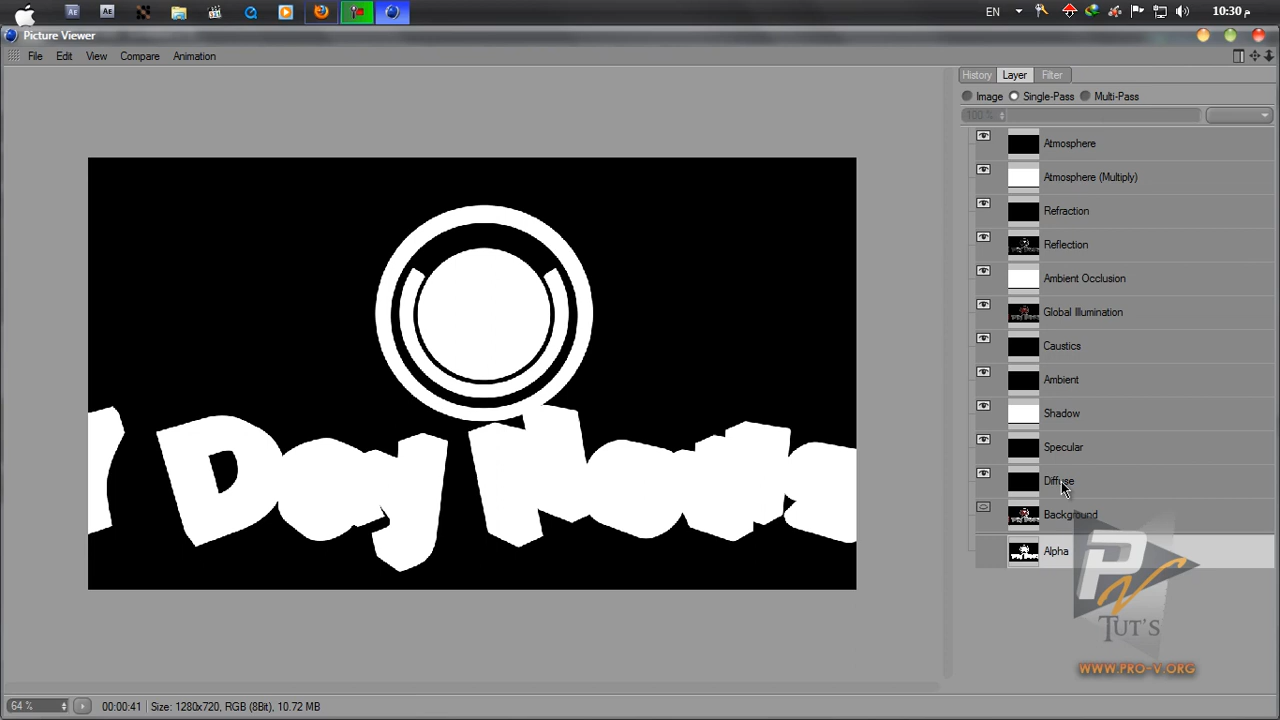 EN
10:30 م
Picture Viewer
File Edit View Compare Animation
History Layer Filter
Image Single-Pass Multi-Pass
100 %
Atmosphere
Atmosphere (Multiply)
Refraction
Reflection
Ambient Occlusion
Global Illumination
Caustics
Ambient
Shadow
Specular
Diffuse
Background
Alpha
Day
PV
TUT'S
WWW.PRO-V.ORG
64 %
00:00:41 Size: 1280x720, RGB (8Bit), 10.72 MB